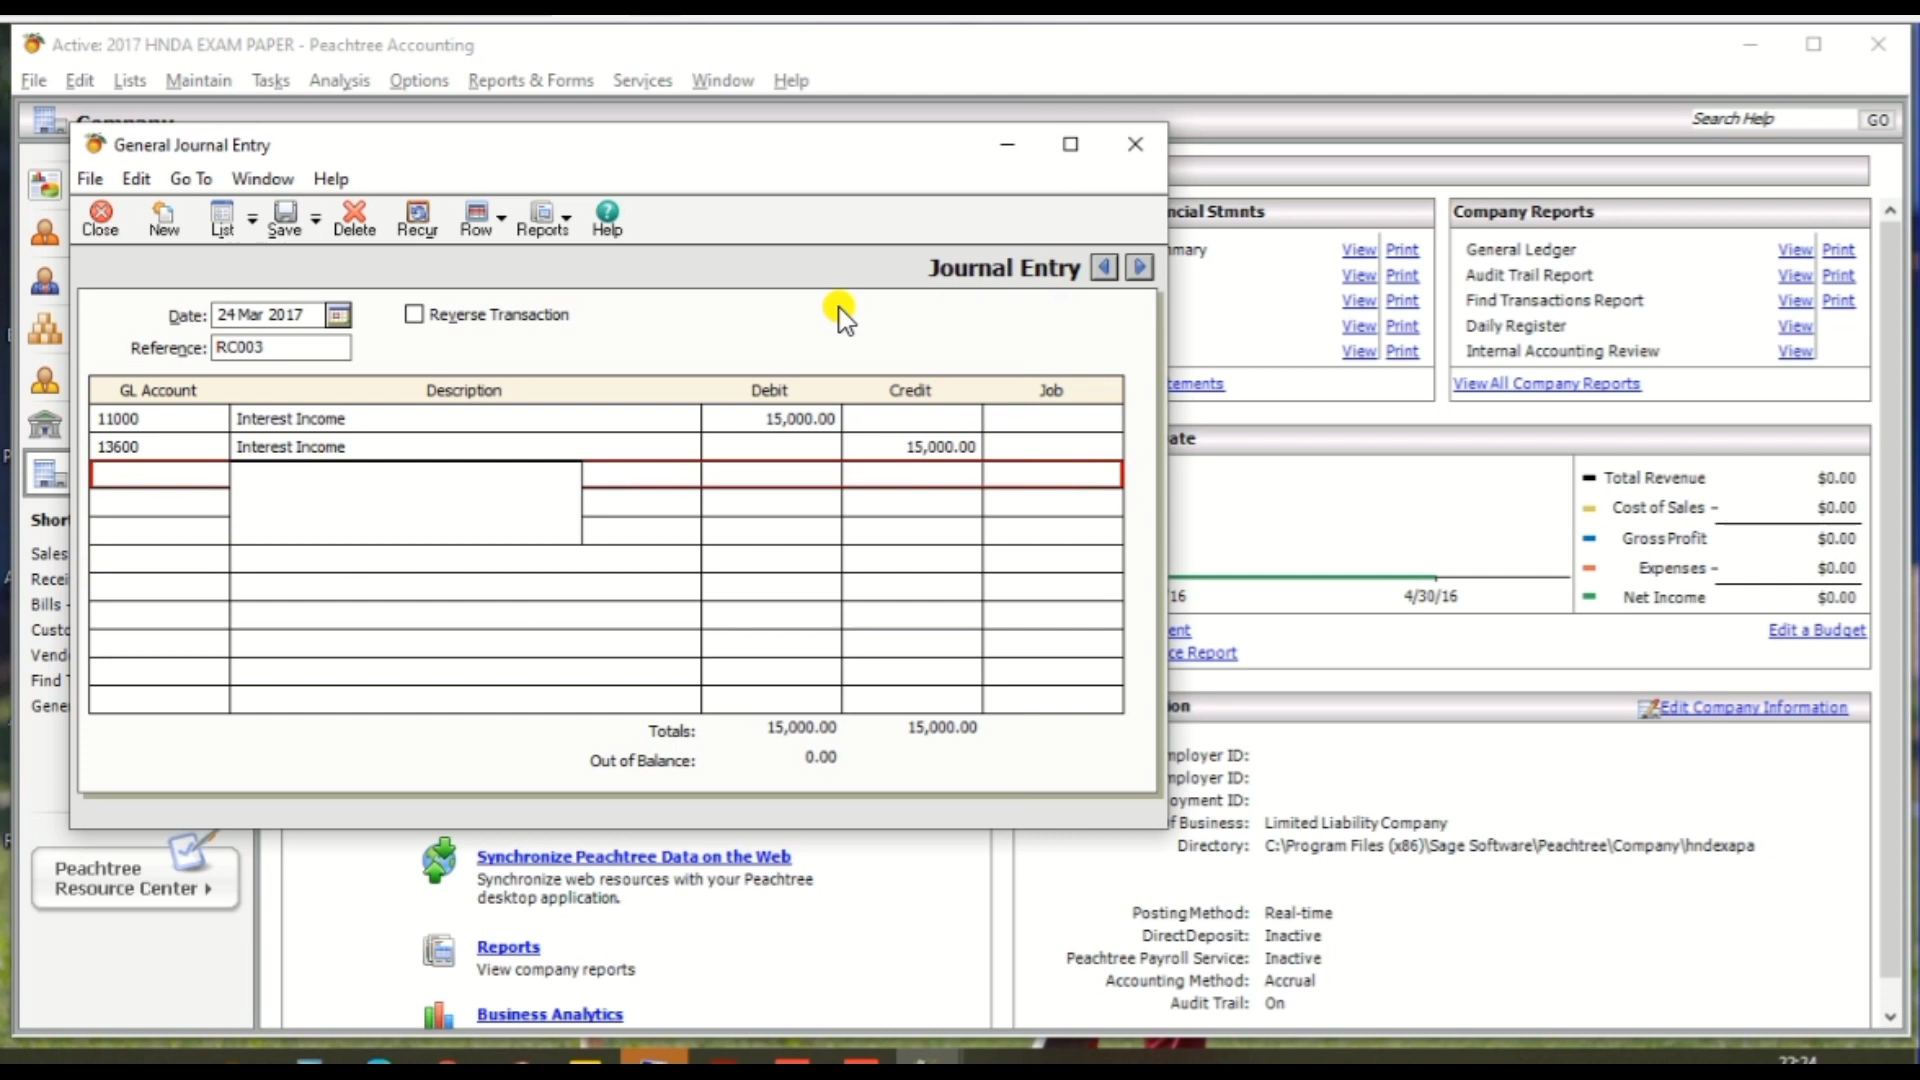 Active: 2017 HNDA EXAM PAPER - Peachtree Accounting
File Edit Lists Maintain Tasks Analysis Options Reports & Forms Services Window Help
Company
Search Help GO
General Journal Entry
File Edit Go To Window Help
Close New List Save Delete Recur Row Reports Help
Journal Entry
Date: 24 Mar 2017 Reverse Transaction
Reference: RC003
GL Account Description Debit Credit Job
11000 Interest Income 15,000.00
13600 Interest Income 15,000.00
Totals: 15,000.00 15,000.00
Out of Balance: 0.00
ncial Stmnts
mary View Print
View Print
View Print
View Print
View Print
tements
Company Reports
General Ledger View Print
Audit Trail Report View Print
Find Transactions Report View Print
Daily Register View
Internal Accounting Review View
View All Company Reports
ate
Total Revenue $0.00
Cost of Sales - $0.00
Gross Profit $0.00
Expenses - $0.00
Net Income $0.00
'16 4/30/16
ent Edit a Budget
ce Report
on Edit Company Information
mployer ID:
mployer ID:
oyment ID:
f Business: Limited Liability Company
Directory: C:\Program Files (x86)\Sage Software\Peachtree\Company\hndexapa
Posting Method: Real-time
Direct Deposit: Inactive
Peachtree Payroll Service: Inactive
Accounting Method: Accrual
Audit Trail: On
Short
Sales
Recei
Bills -
Custo
Vend
Find T
Gene
Peachtree
Resource Center
Synchronize Peachtree Data on the Web
Synchronize web resources with your Peachtree
desktop application.
Reports
View company reports
Business Analytics